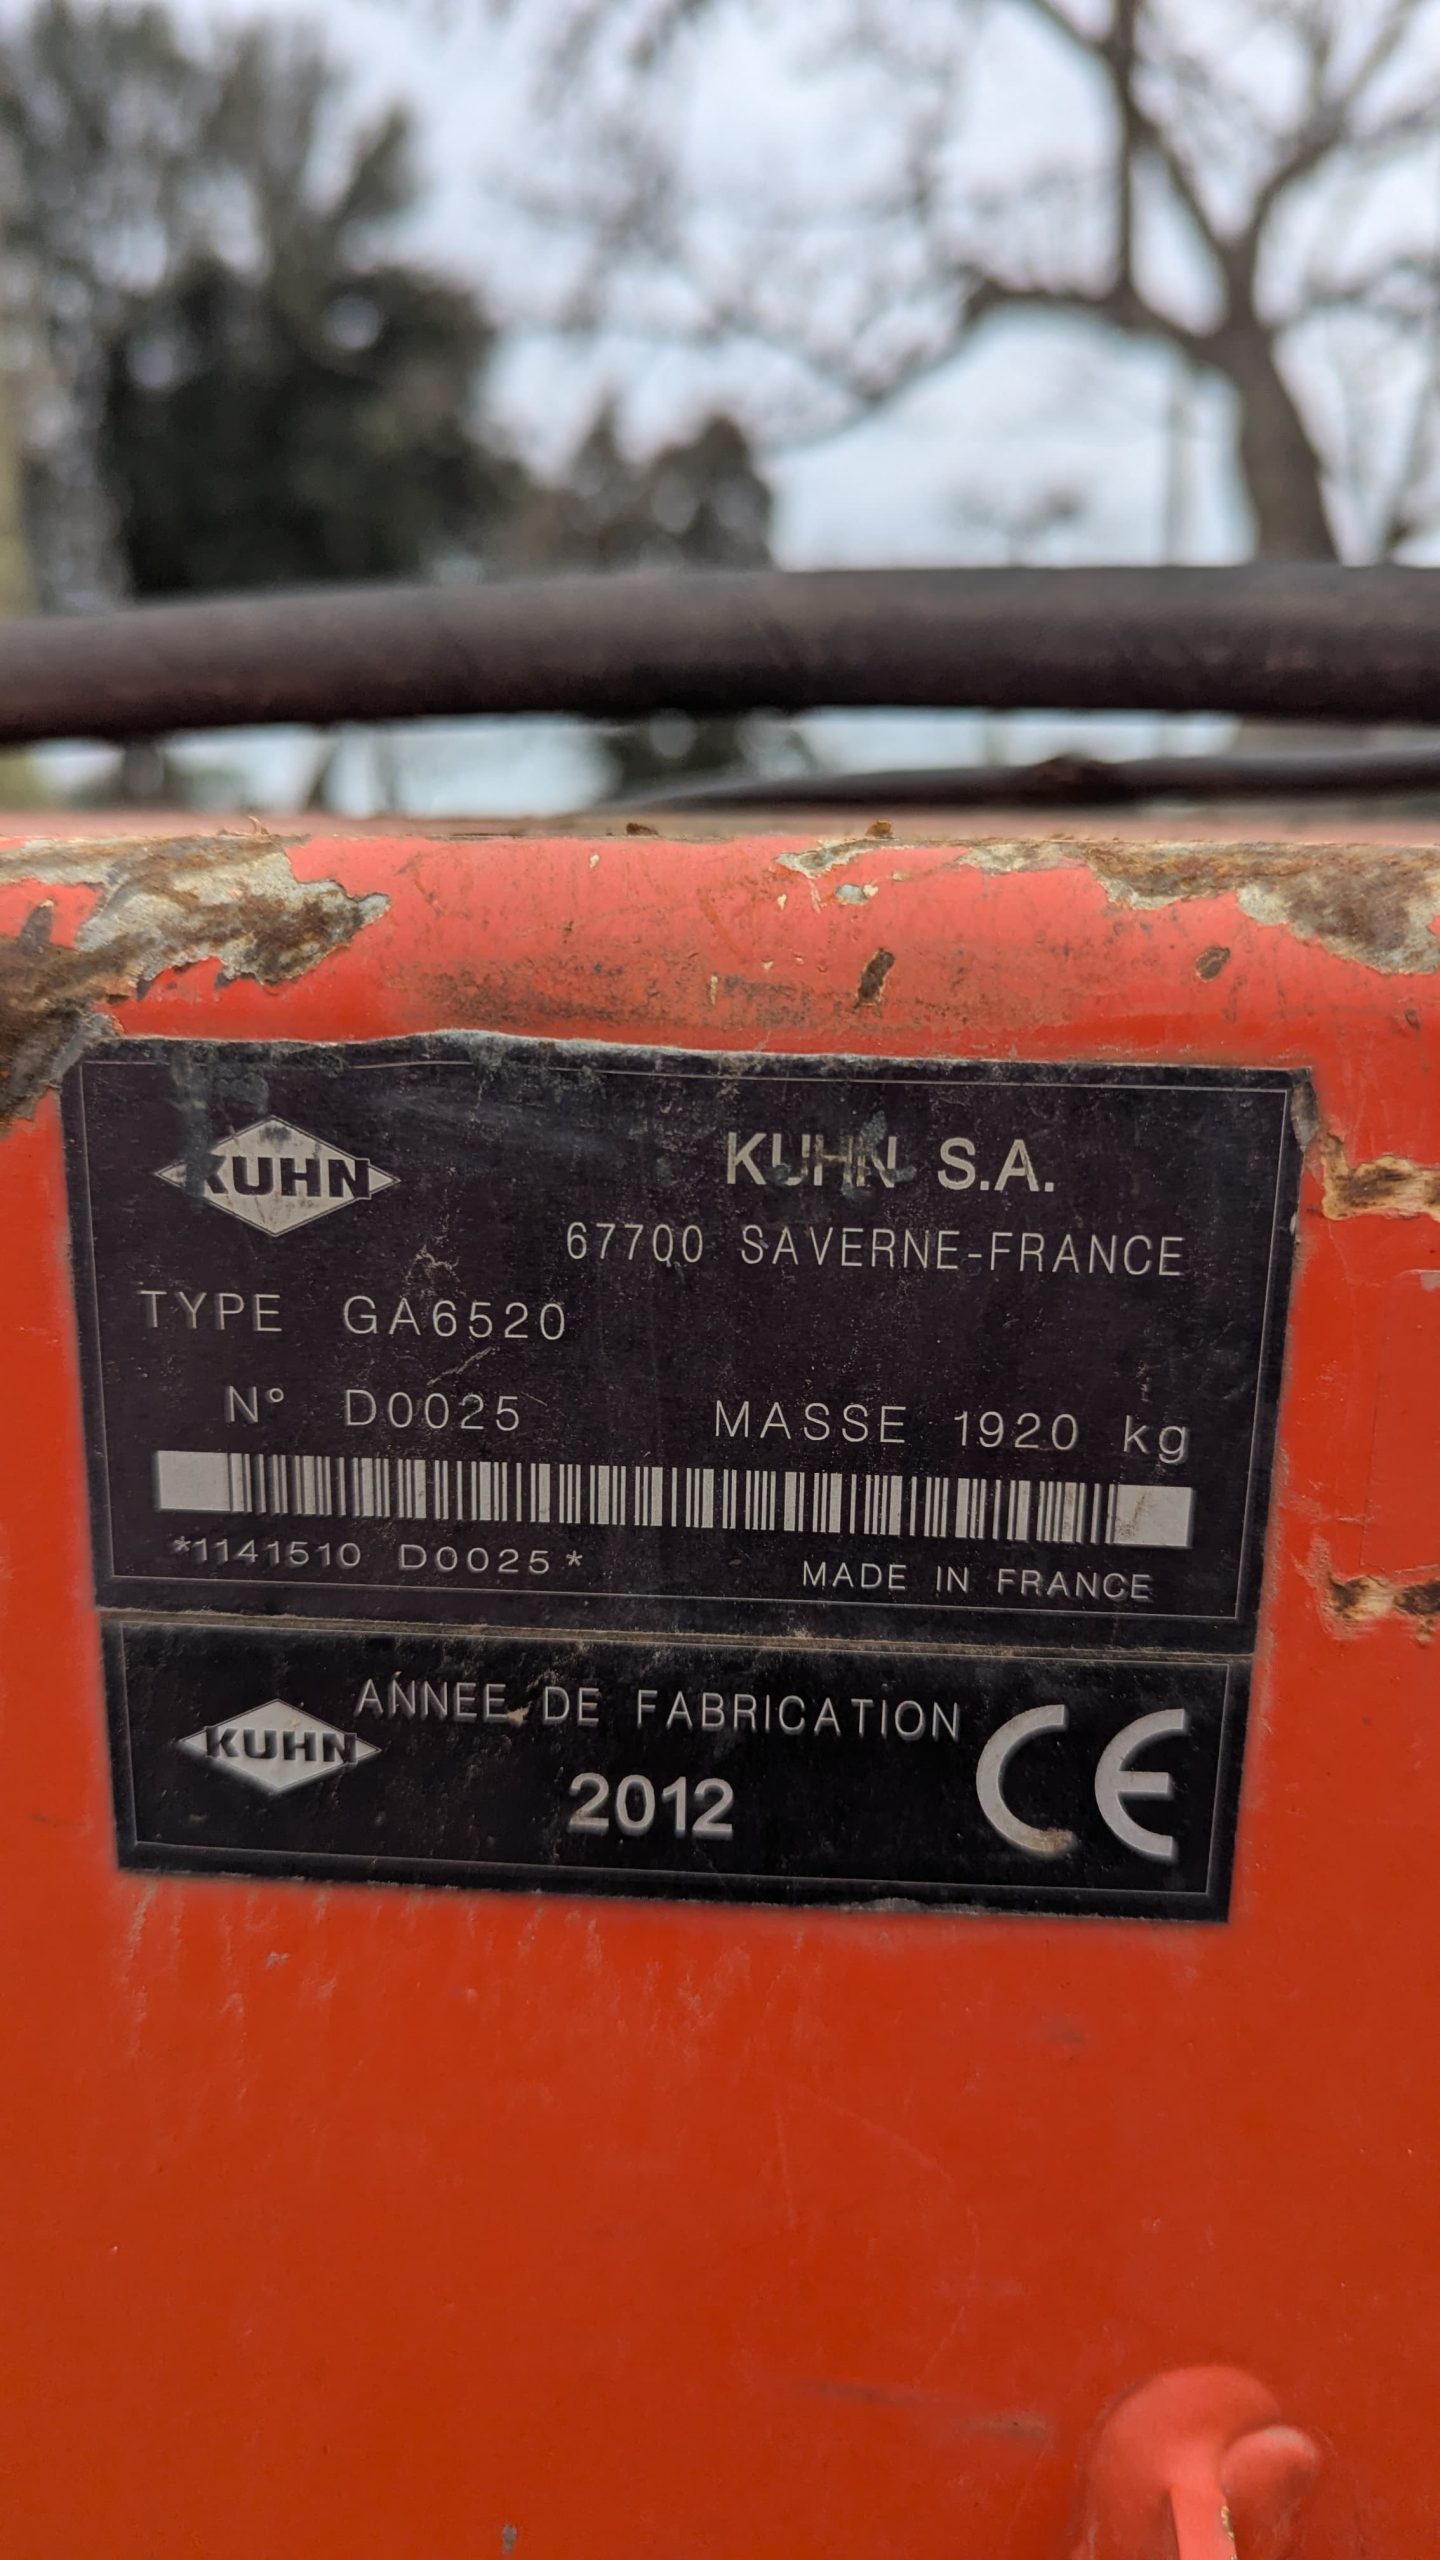 KUHN
KUHN S.A.
67700 SAVERNE-FRANCE
TYPE GA6520
N° D0025 MASSE 1920 kg
*1141510 D0025*
MADE IN FRANCE
KUHN
ANNEE DE FABRICATION
2012
CE